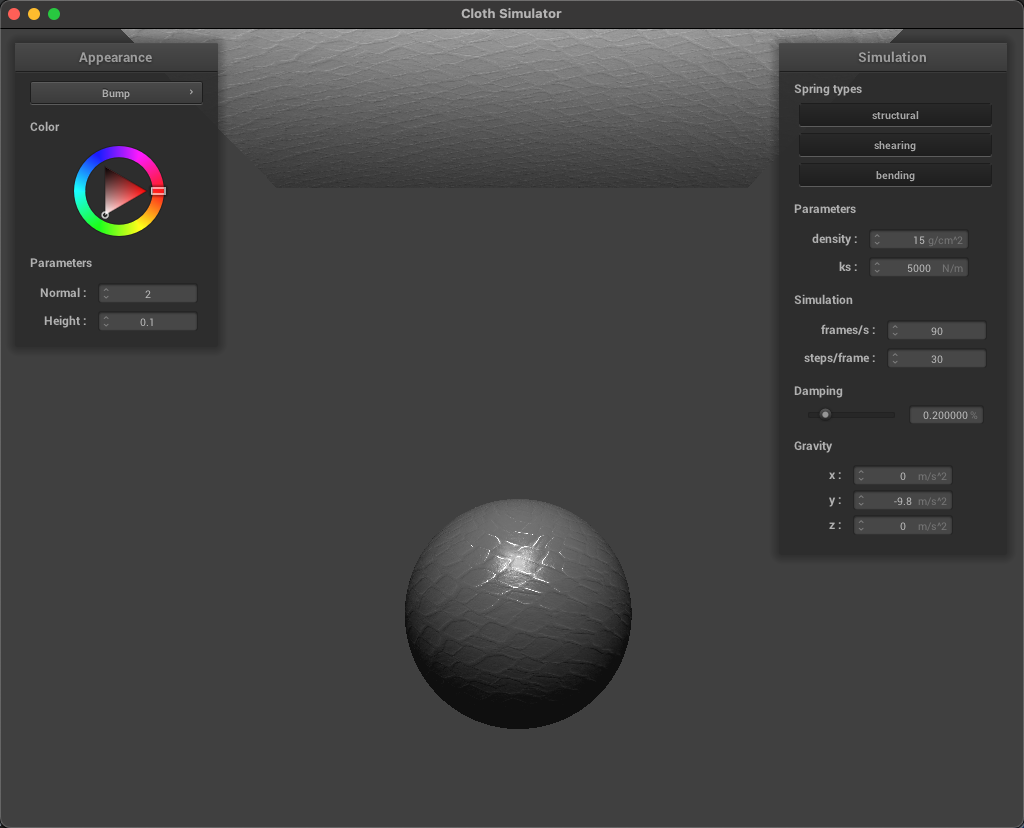 Cloth Simulator
Appearance
Bump
Color
Parameters
Normal : 2
Height : 0.1
Simulation
Spring types
structural
shearing
bending
Parameters
density : 15 g/cm^2
ks : 5000 N/m
Simulation
frames/s : 90
steps/frame : 30
Damping
0.200000 %
Gravity
x : 0 m/s^2
y : -9.8 m/s^2
z : 0 m/s^2